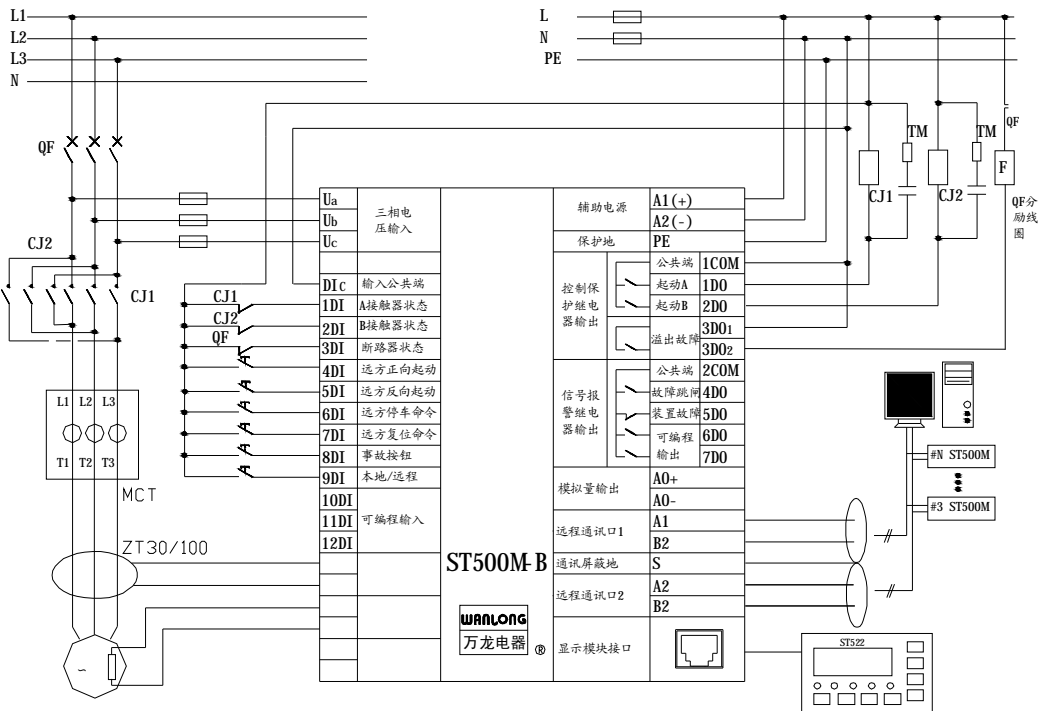 L1
L2
L3
N
L
N
PE
QF
CJ2
CJ1
L1 L2 L3
T1 T2 T3
MCT
ZT30/100
~
CJ1
CJ2
QF
Ua
Ub
Uc
三相电
压输入
DIc 输入公共端
1DI A接触器状态
2DI B接触器状态
3DI 断路器状态
4DI 远方正向起动
5DI 远方反向起动
6DI 远方停车命令
7DI 远方复位命令
8DI 事故按钮
9DI 本地/远程
10DI
11DI 可编程输入
12DI
ST500M-B
WANLONG
万龙电器 ®
辅助电源 A1(+)
A2(-)
保护地 PE
控制保
护继电
器输出
公共端 1COM
起动A 1DO
起动B 2DO
溢出故障 3DO1
3DO2
信号报
警继电
器输出
公共端 2COM
故障跳闸 4DO
装置故障 5DO
可编程 6DO
输出 7DO
模拟量输出 AO+
AO-
远程通讯口1 A1
B2
通讯屏蔽地 S
远程通讯口2 A2
B2
显示模块接口
TM
CJ1
TM
CJ2
QF
F
QF分
励线
圈
#N ST500M
#3 ST500M
ST522